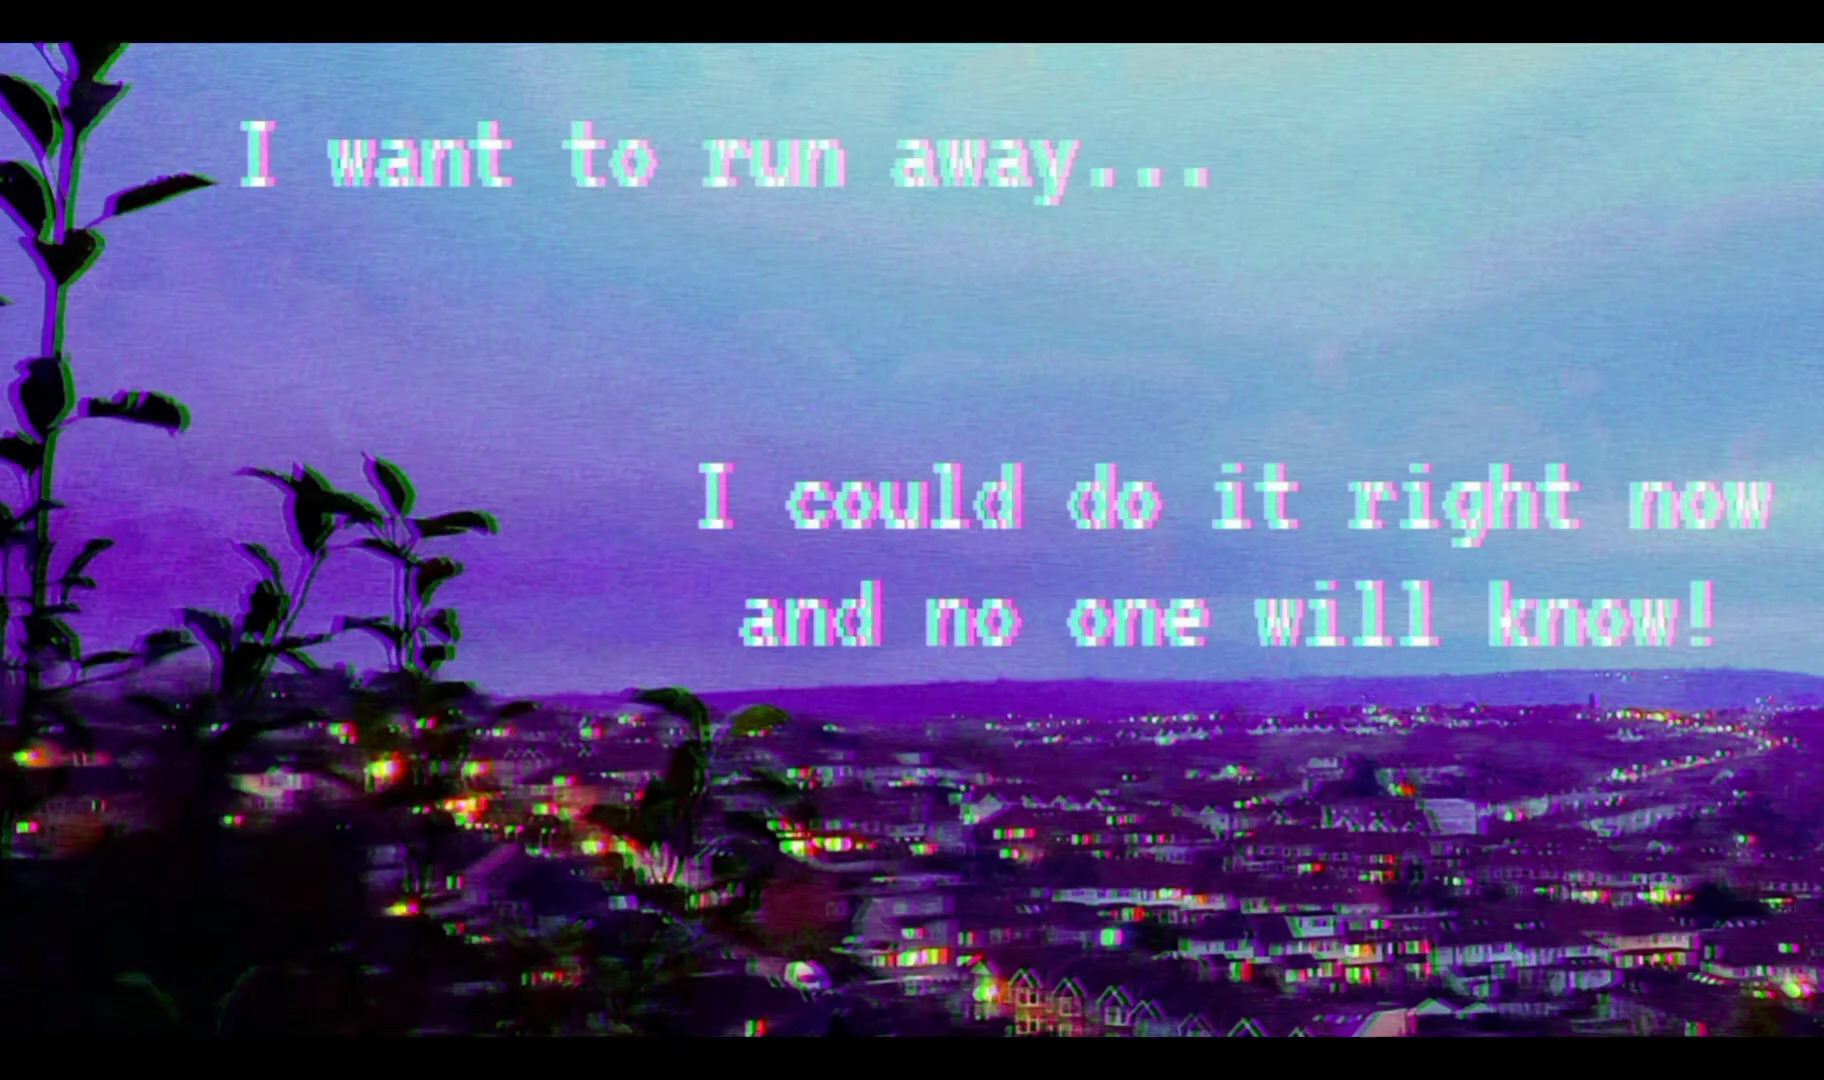 I want to run away...
I could do it right now
and no one will know!